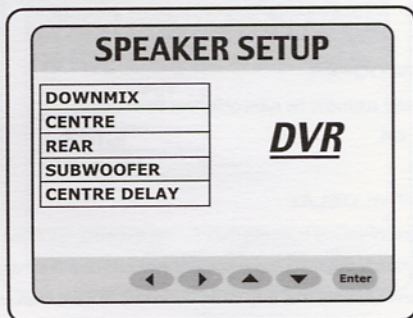 SPEAKER SETUP
DOWNMIX
CENTRE
REAR
SUBWOOFER
CENTRE DELAY
DVR
Enter